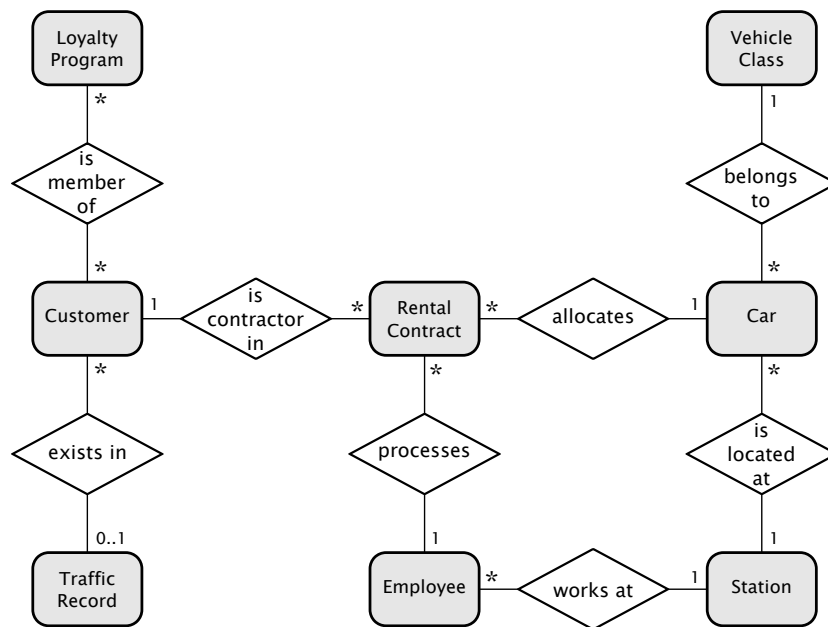 Loyalty
Program
Vehicle
Class
*
1
is
member
of
belongs
to
*
*
Customer
1
is
contractor
in
*
Rental
Contract
*
allocates
1
Car
*
*
*
exists in
processes
is
located
at
0..1
1
1
Traffic
Record
Employee
*
works at
1
Station